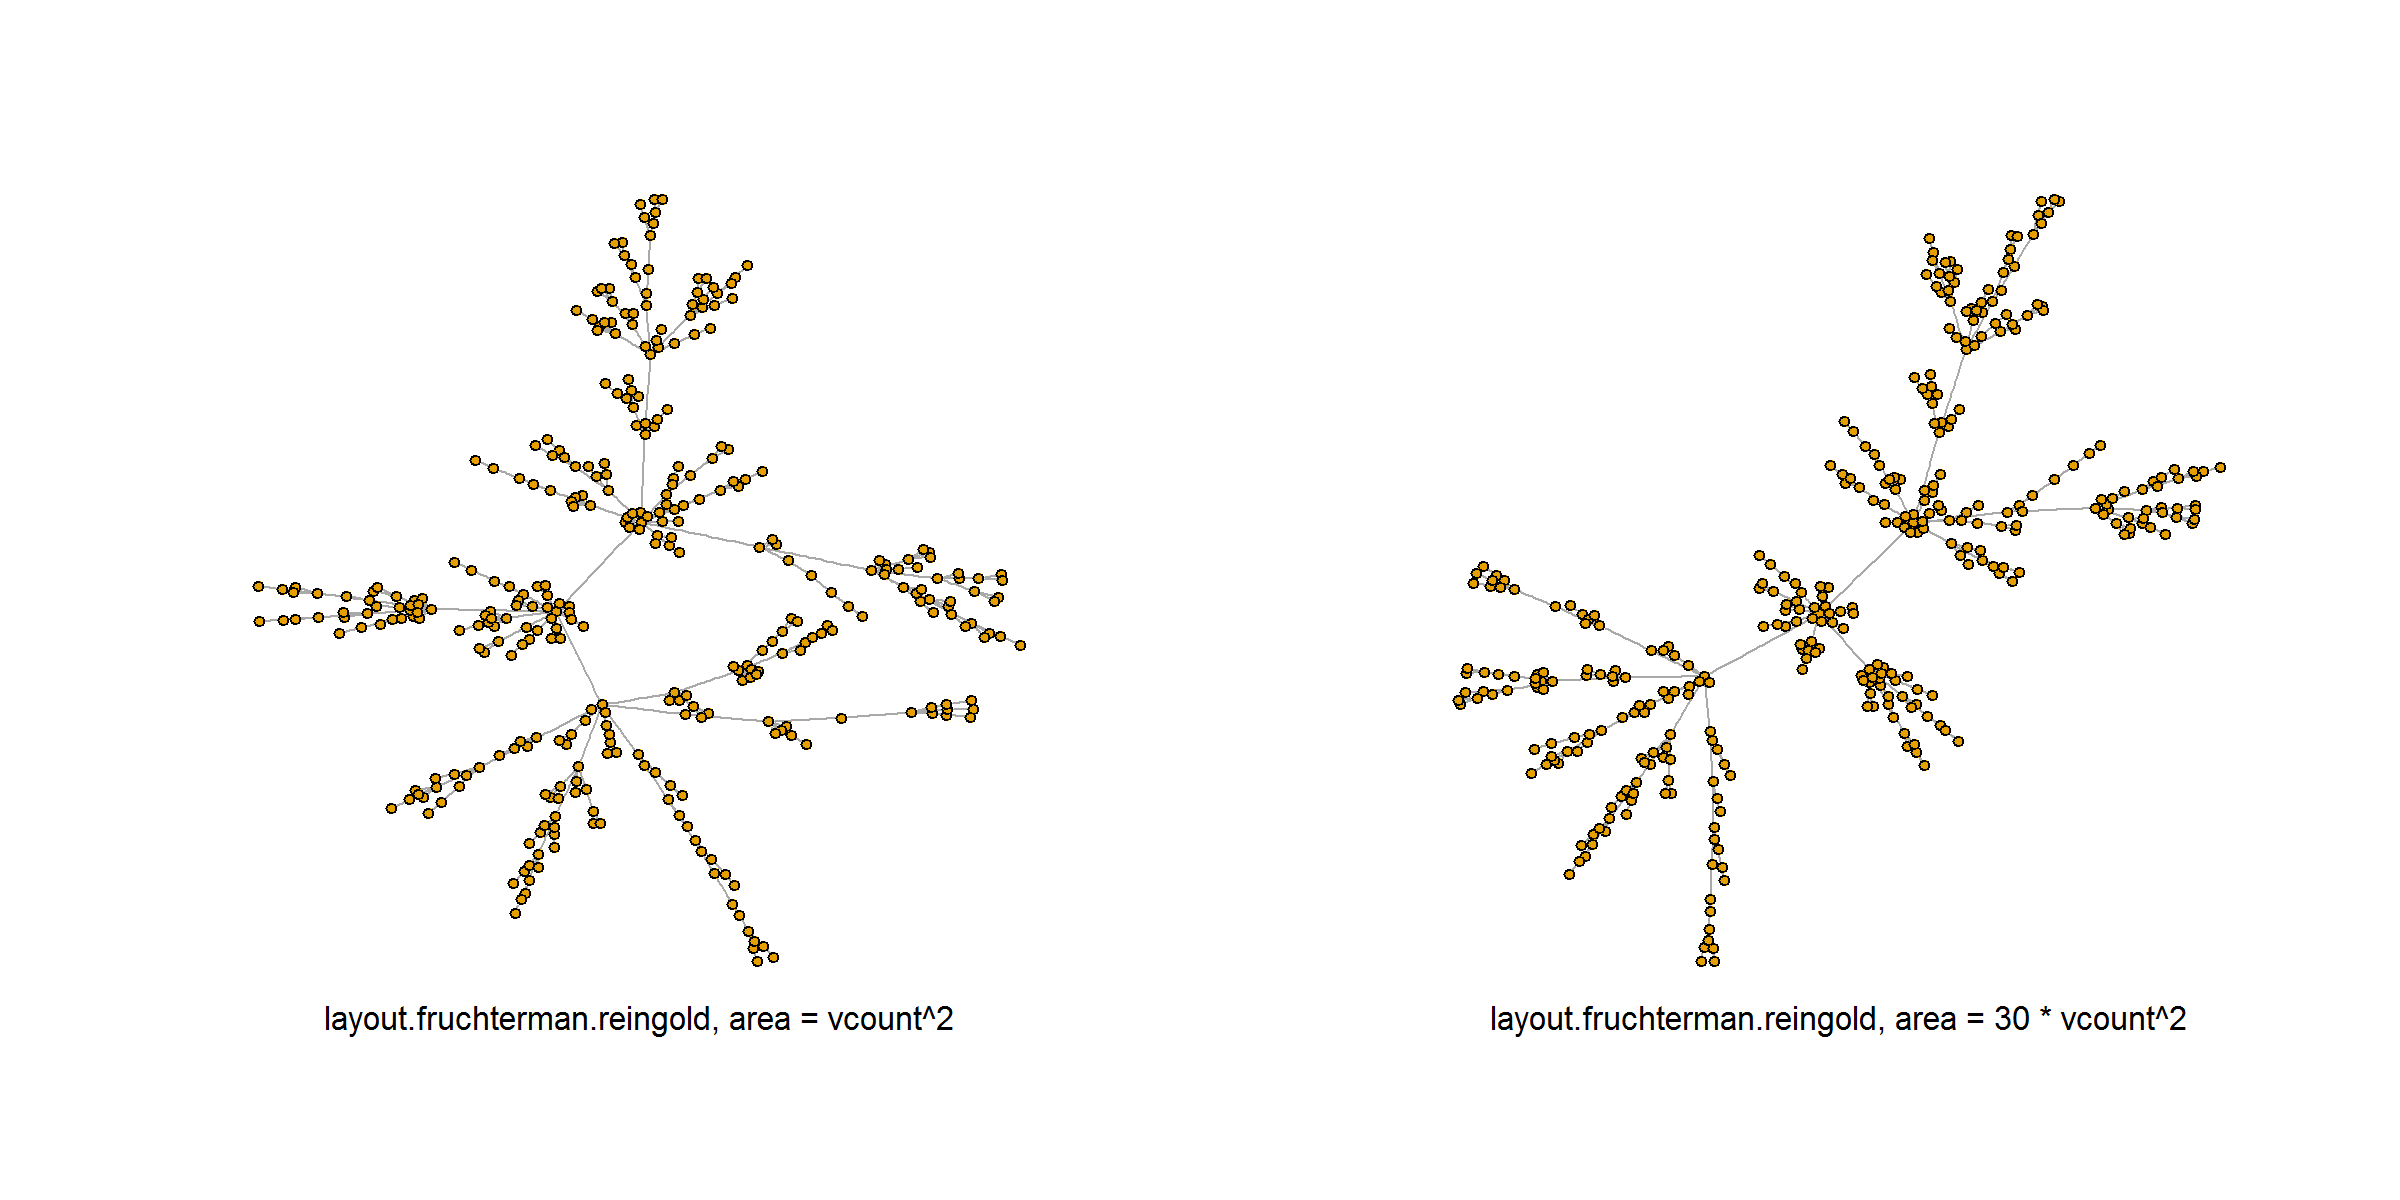 layout.fruchterman.reingold, area = vcount^2
layout.fruchterman.reingold, area = 30 * vcount^2